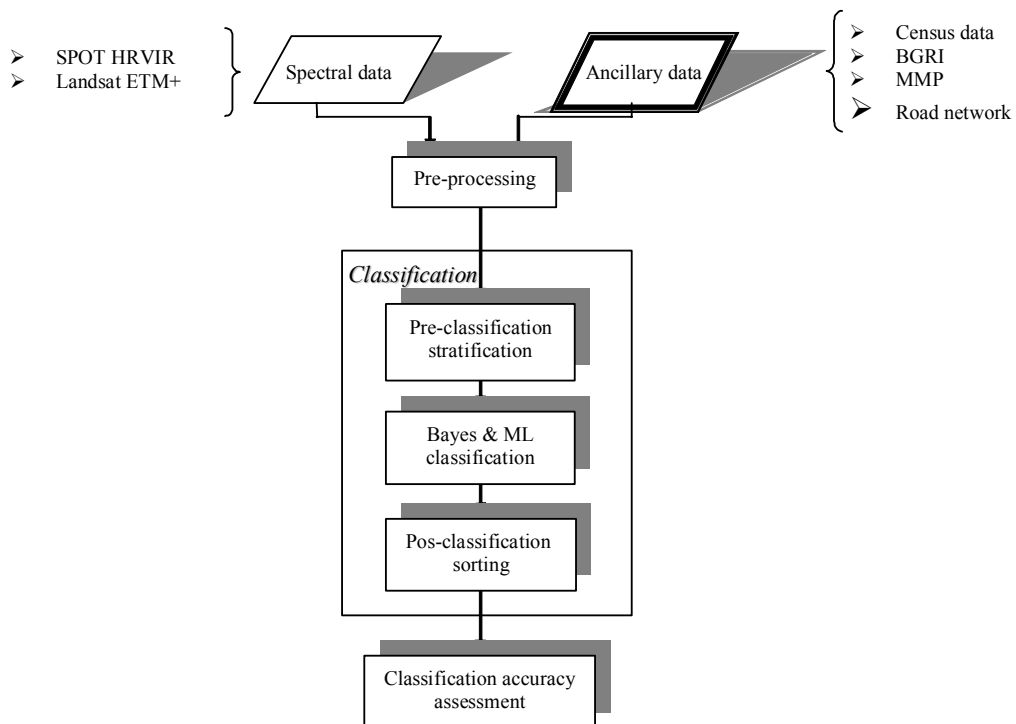 SPOT HRVIR
Landsat ETM+
Spectral data
Ancillary data
Census data
BGRI
MMP
Road network
Pre-processing
Classification
Pre-classification
stratification
Bayes & ML
classification
Pos-classification
sorting
Classification accuracy
assessment